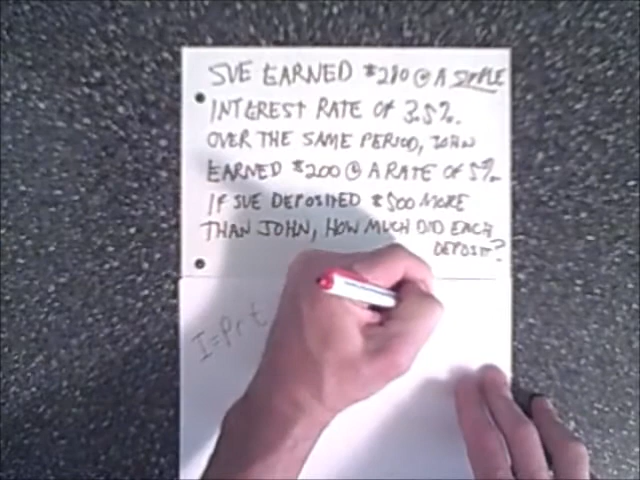 SUE EARNED $210 @ A SIMPLE
INTEREST RATE OF 3.5%.
OVER THE SAME PERIOD, JOHN
EARNED $200 @ A RATE OF 5%.
IF SUE DEPOSITED $500 MORE
THAN JOHN, HOW MUCH DID EACH
DEPOSIT?
I=Prt